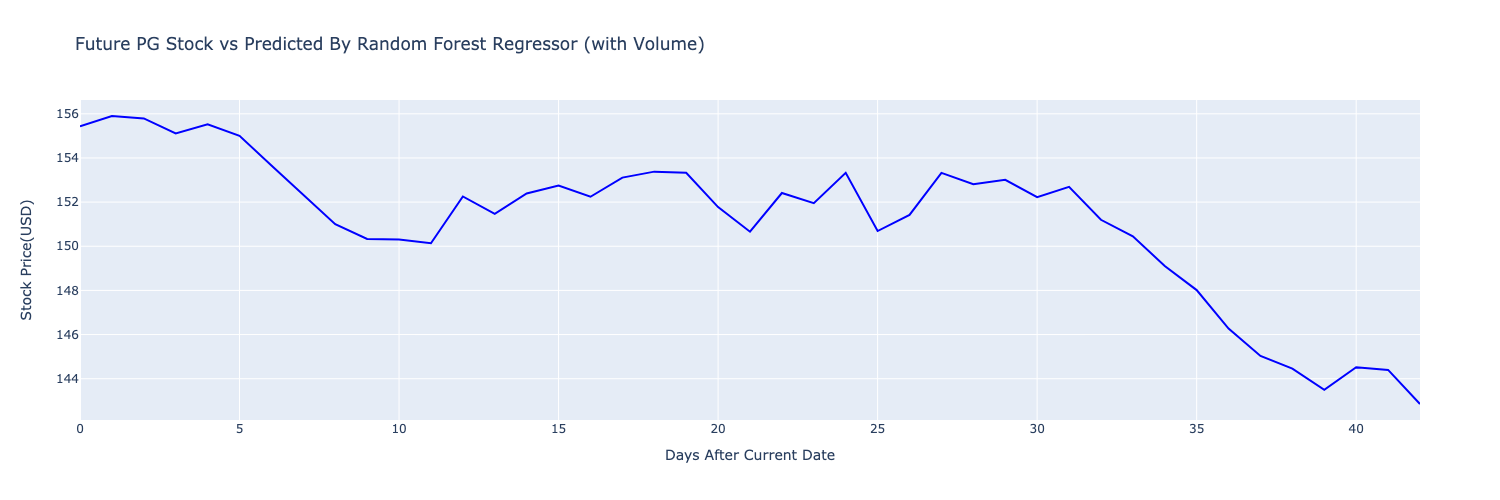 Future PG Stock vs Predicted By Random Forest Regressor (with Volume)
Stock Price(USD)
156
154
152
150
148
146
144
0 5 10 15 20 25 30 35 40
Days After Current Date